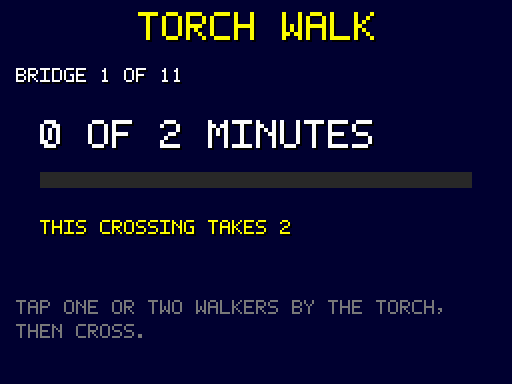 TORCH WALK
BRIDGE 1 OF 11
0 OF 2 MINUTES
THIS CROSSING TAKES 2
TAP ONE OR TWO WALKERS BY THE TORCH,
THEN CROSS.